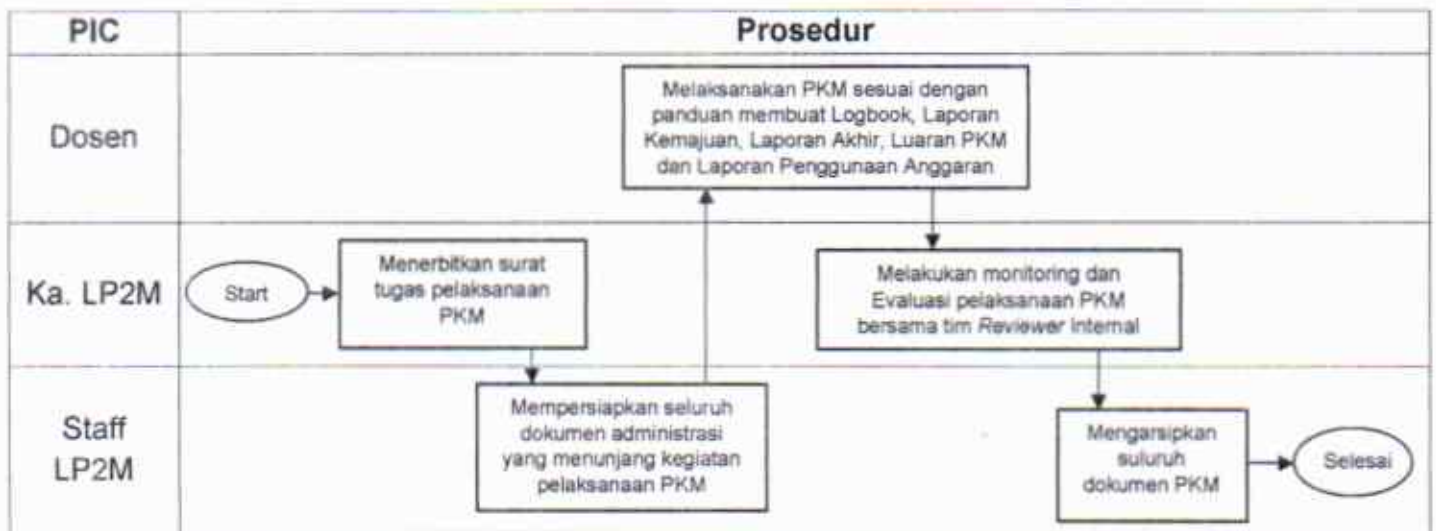 PIC
Prosedur
Dosen
Melaksanakan PKM sesuai dengan
panduan membuat Logbook, Laporan
Kemajuan, Laporan Akhir, Luaran PKM
dan Laporan Penggunaan Anggaran
Ka. LP2M
Start
Menerbitkan surat
tugas pelaksanaan
PKM
Melakukan monitoring dan
Evaluasi pelaksanaan PKM
bersama tim Reviewer Internal
Staff
LP2M
Mempersiapkan seluruh
dokumen administrasi
yang menunjang kegiatan
pelaksanaan PKM
Mengarsipkan
suluruh
dokumen PKM
Selesai